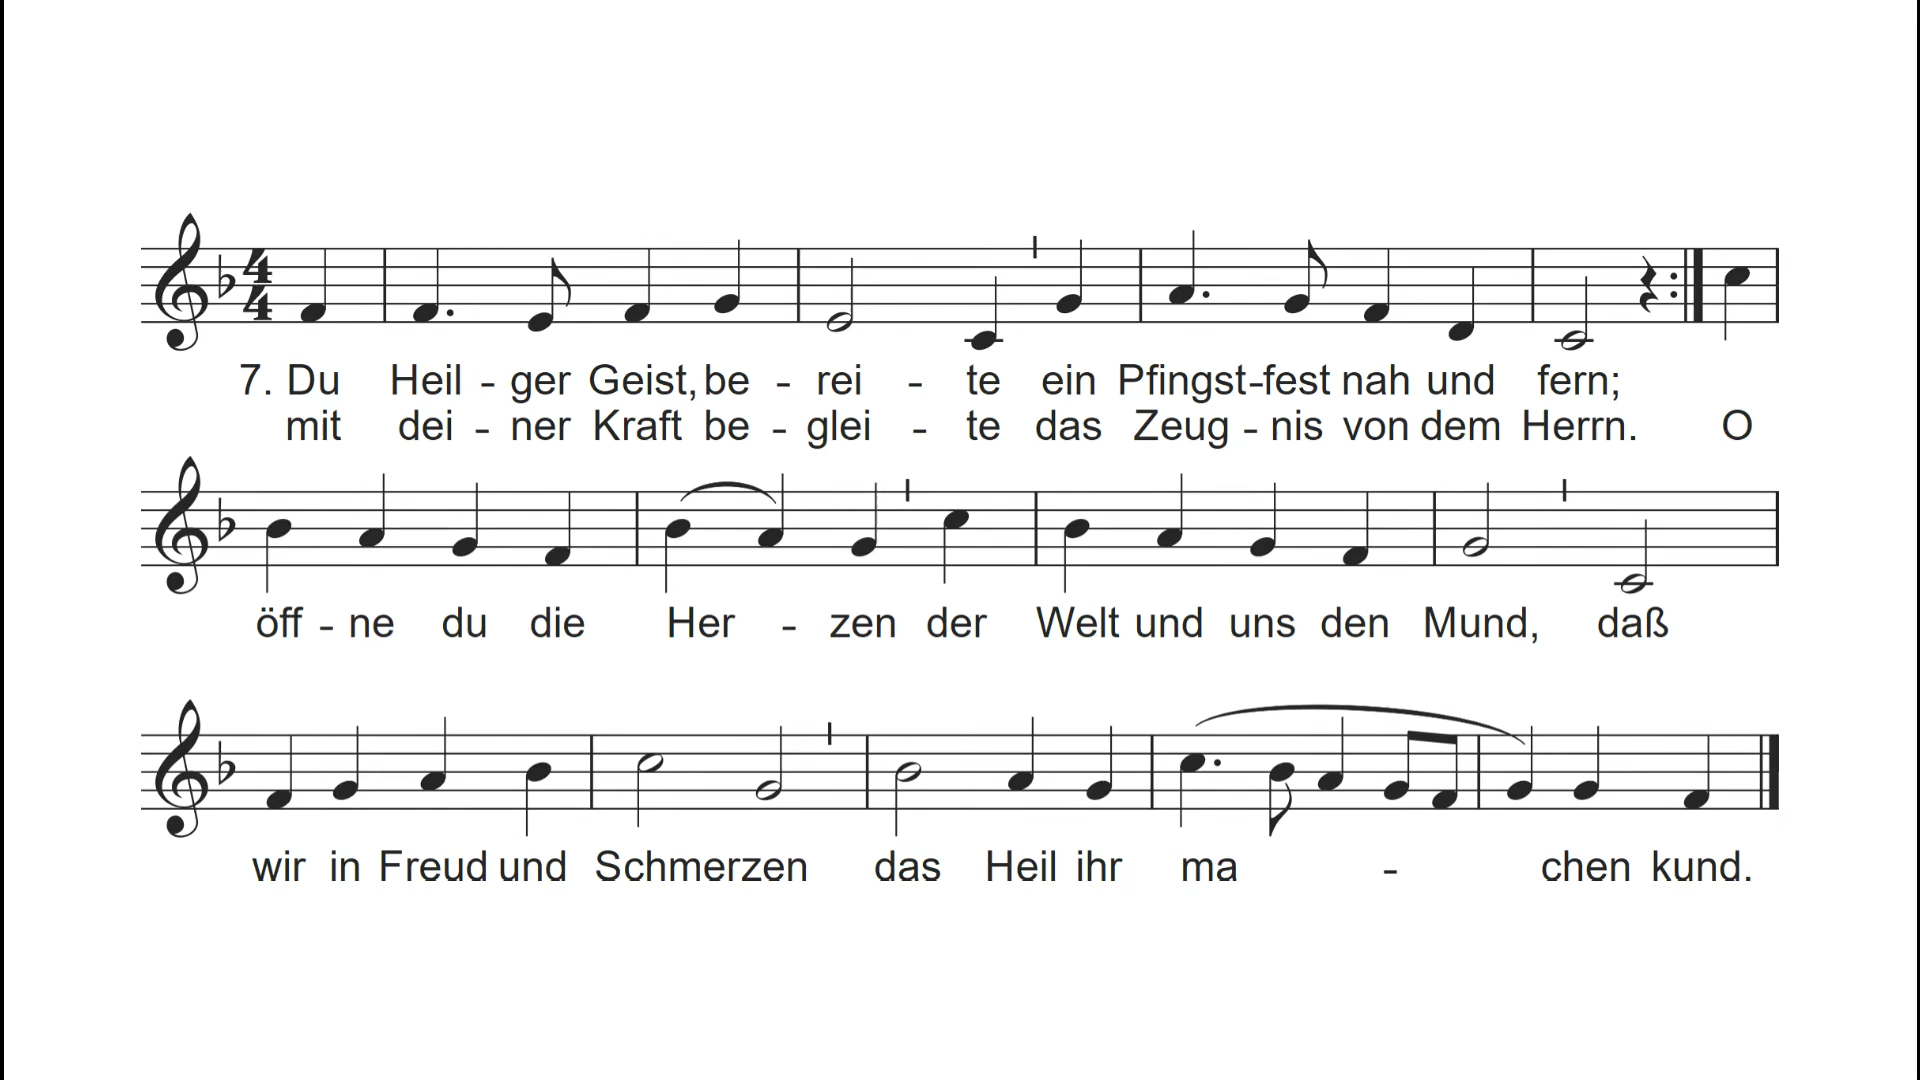 7. Du Heil - ger Geist, be - rei - te ein Pfingst-fest nah und fern;
mit dei - ner Kraft be - glei - te das Zeug - nis von dem Herrn. O
öff - ne du die Her - zen der Welt und uns den Mund, daß
wir in Freud und Schmerzen das Heil ihr ma - chen kund.